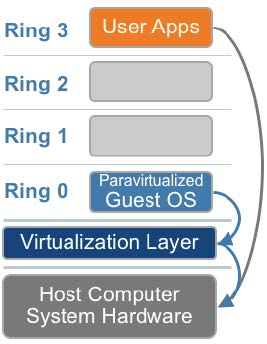 Ring 3
User Apps
Ring 2
Ring 1
Ring 0
Paravirtualized
Guest OS
Virtualization Layer
Host Computer
System Hardware